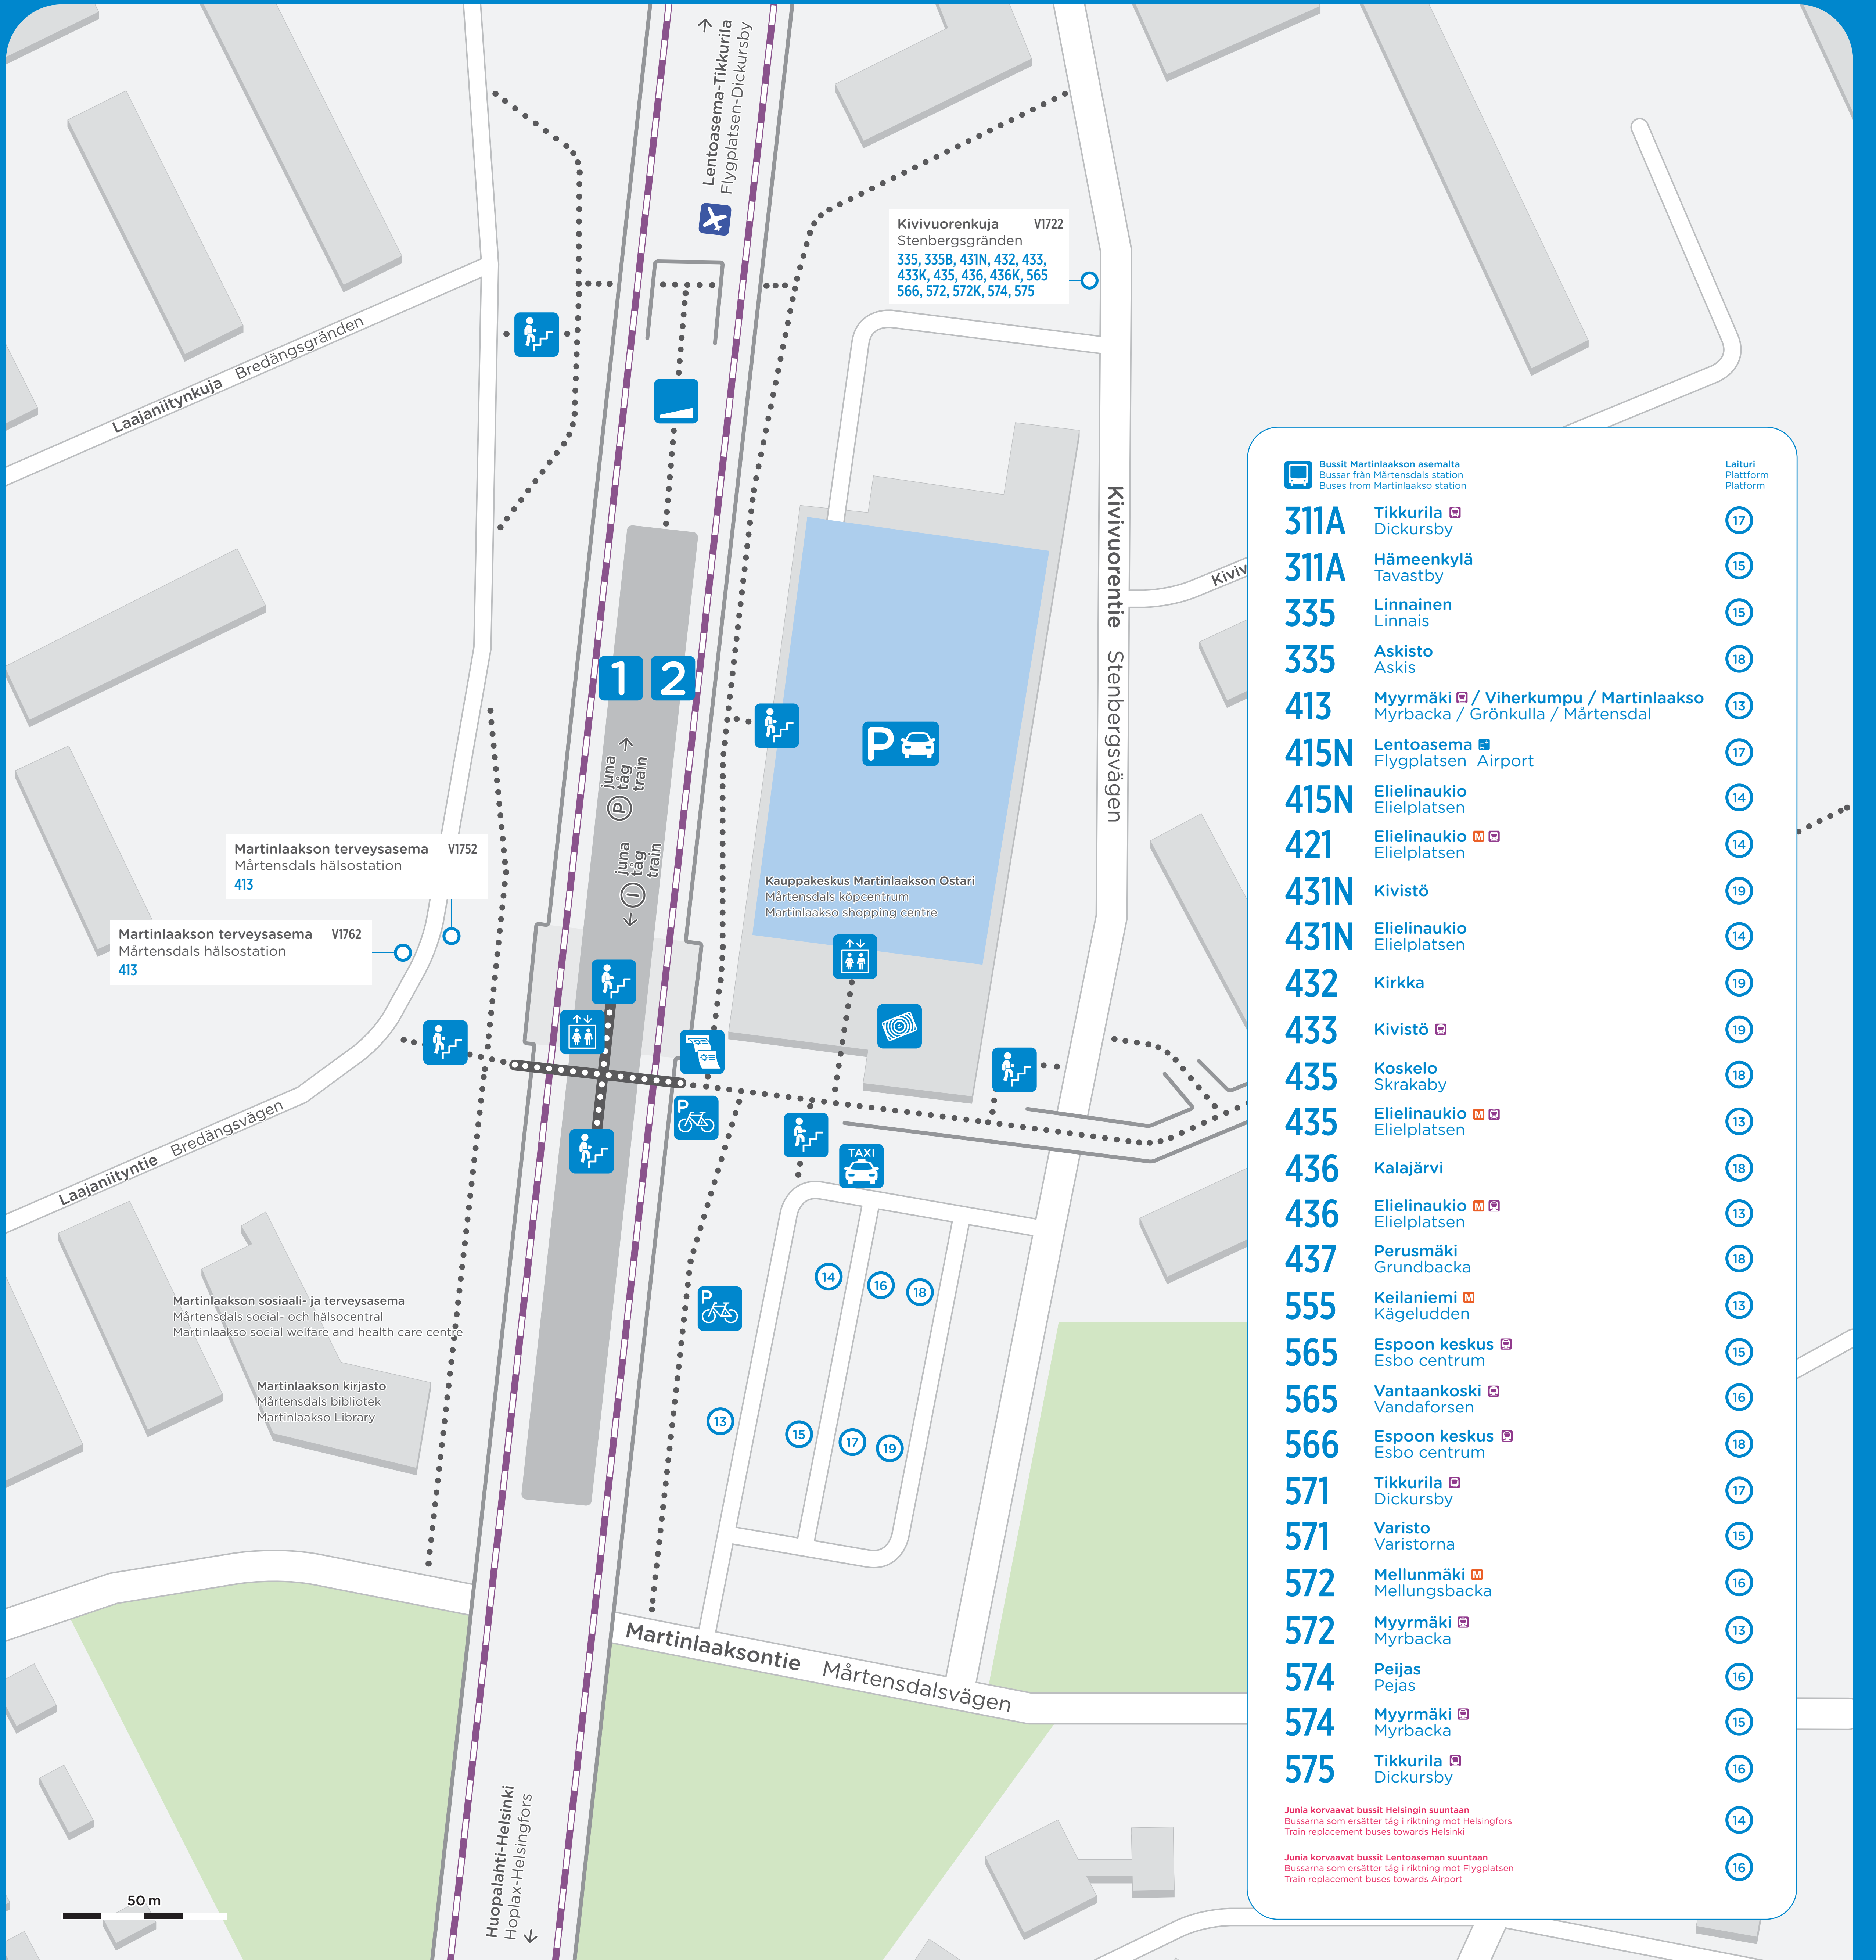 Lentoasema-Tikkurila
Flygplatsen-Dickursby
Kivivuorenkuja V1722
Stenbergsgränden
335, 335B, 431N, 432, 433,
433K, 435, 436, 436K, 565
566, 572, 572K, 574, 575
Laajaniitynkuja Bredängsgränden
Kivivuorentie Stenbergsvägen
Kiviv
1 2
P
juna
tåg
train
P
juna
tåg
train
I
Martinlaakson terveysasema V1752
Mårtensdals hälsostation
413
Martinlaakson terveysasema V1762
Mårtensdals hälsostation
413
Kauppakeskus Martinlaakson Ostari
Mårtensdals köpcentrum
Martinlaakso shopping centre
P
TAXI
Laajaniityntie Bredängsvägen
14
16
18
P
Martinlaakson sosiaali- ja terveysasema
Mårtensdals social- och hälsocentral
Martinlaakso social welfare and health care centre
Martinlaakson kirjasto
Mårtensdals bibliotek
Martinlaakso Library
13
15
17
19
Martinlaaksontie Mårtensdalsvägen
Huopalahti-Helsinki
Hoplax-Helsingfors
50 m
Bussit Martinlaakson asemalta Laituri
Bussar från Mårtensdals station Plattform
Buses from Martinlaakso station Platform
311A Tikkurila 17
Dickursby
311A Hämeenkylä 15
Tavastby
335 Linnainen 15
Linnais
335 Askisto 18
Askis
413 Myyrmäki / Viherkumpu / Martinlaakso 13
Myrbacka / Grönkulla / Mårtensdal
415N Lentoasema 17
Flygplatsen Airport
415N Elielinaukio 14
Elielplatsen
421 Elielinaukio M 14
Elielplatsen
431N Kivistö 19
431N Elielinaukio 14
Elielplatsen
432 Kirkka 19
433 Kivistö 19
435 Koskelo 18
Skrakaby
435 Elielinaukio M 13
Elielplatsen
436 Kalajärvi 18
436 Elielinaukio M 13
Elielplatsen
437 Perusmäki 18
Grundbacka
555 Keilaniemi M 13
Kägeludden
565 Espoon keskus 15
Esbo centrum
565 Vantaankoski 16
Vandaforsen
566 Espoon keskus 18
Esbo centrum
571 Tikkurila 17
Dickursby
571 Varisto 15
Varistorna
572 Mellunmäki M 16
Mellungsbacka
572 Myyrmäki 13
Myrbacka
574 Peijas 16
Pejas
574 Myyrmäki 15
Myrbacka
575 Tikkurila 16
Dickursby
Junia korvaavat bussit Helsingin suuntaan 14
Bussarna som ersätter tåg i riktning mot Helsingfors
Train replacement buses towards Helsinki
Junia korvaavat bussit Lentoaseman suuntaan 16
Bussarna som ersätter tåg i riktning mot Flygplatsen
Train replacement buses towards Airport